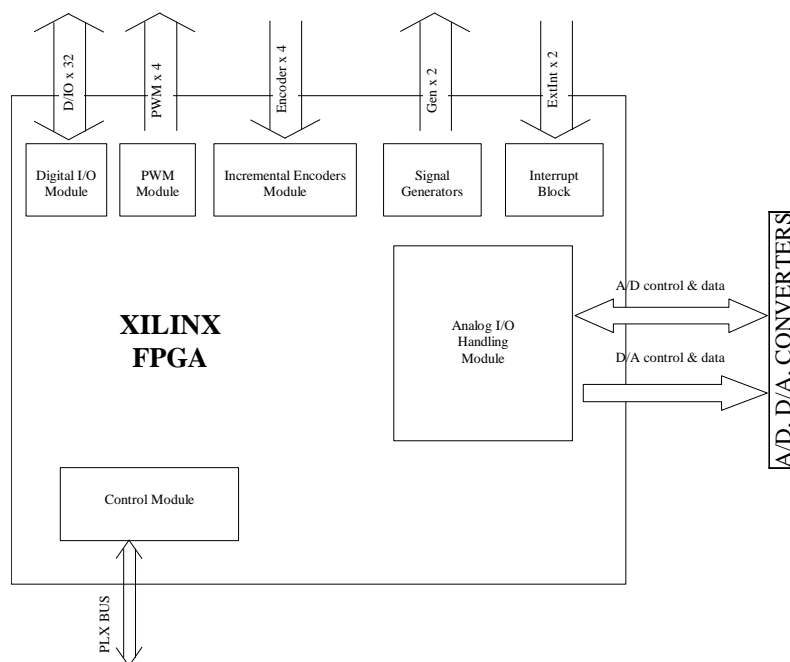 D/IO x 32
PWM x 4
Encoder x 4
Gen x 2
ExtInt x 2
Digital I/O
Module
PWM
Module
Incremental Encoders
Module
Signal
Generators
Interrupt
Block
XILINX
FPGA
Analog I/O
Handling
Module
A/D control & data
D/A control & data
A/D, D/A, CONVERTERS
Control Module
PLX BUS